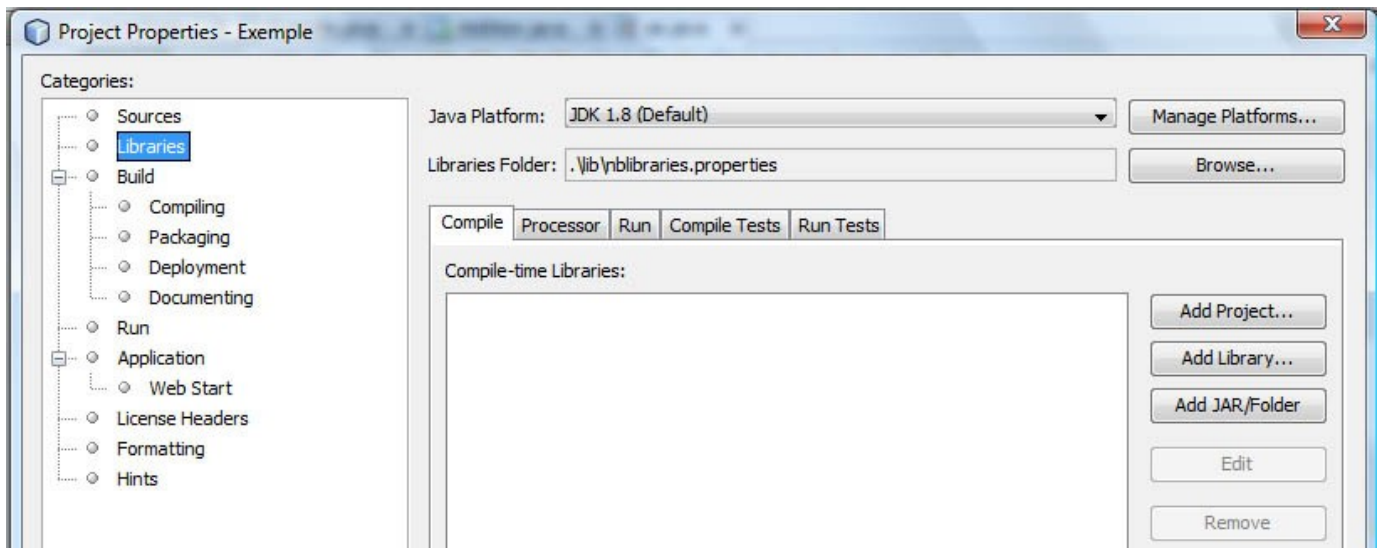 Project Properties - Exemple
Categories:
Sources
Libraries
Build
Compiling
Packaging
Deployment
Documenting
Run
Application
Web Start
License Headers
Formatting
Hints
Java Platform: JDK 1.8 (Default) Manage Platforms...
Libraries Folder: .\lib\nblibraries.properties Browse...
Compile Processor Run Compile Tests Run Tests
Compile-time Libraries:
Add Project...
Add Library...
Add JAR/Folder
Edit
Remove